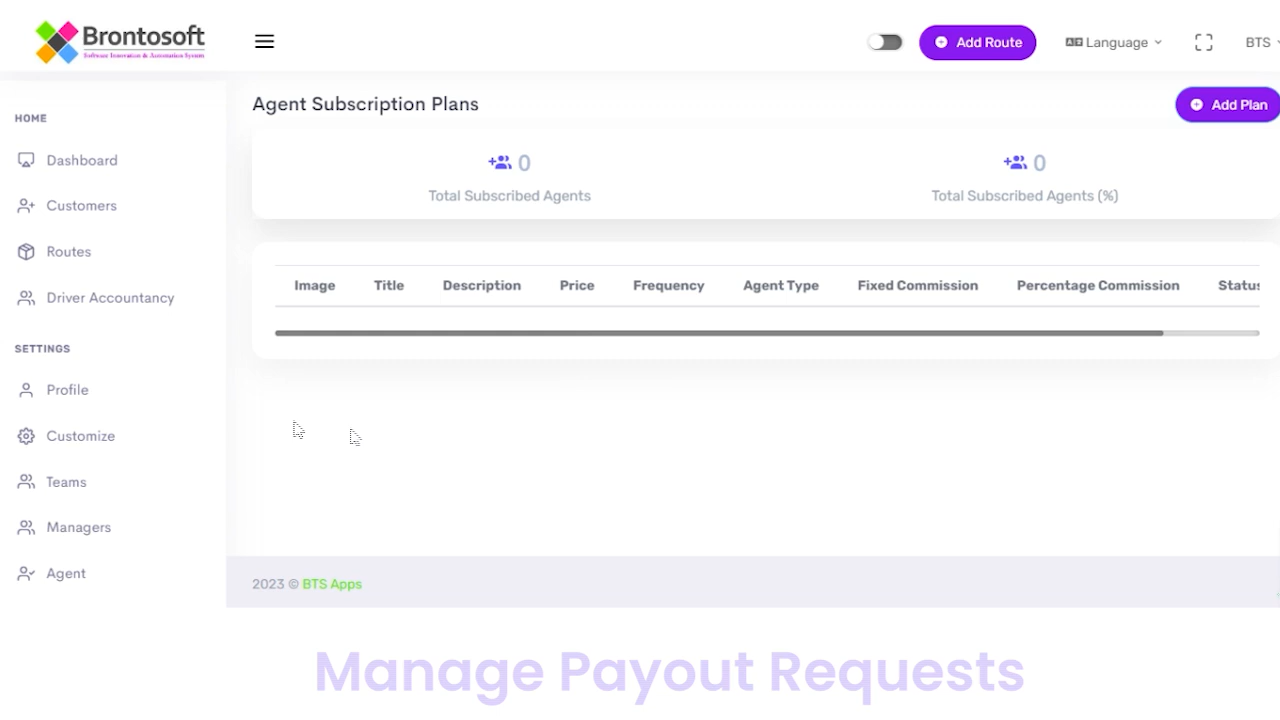 Brontosoft
Software Innovation & Automation System
Add Route
Language
BTS
HOME
Dashboard
Customers
Routes
Driver Accountancy
SETTINGS
Profile
Customize
Teams
Managers
Agent
Agent Subscription Plans
Add Plan
0
Total Subscribed Agents
0
Total Subscribed Agents (%)
Image Title Description Price Frequency Agent Type Fixed Commission Percentage Commission Status
2023 © BTS Apps
Manage Payout Requests